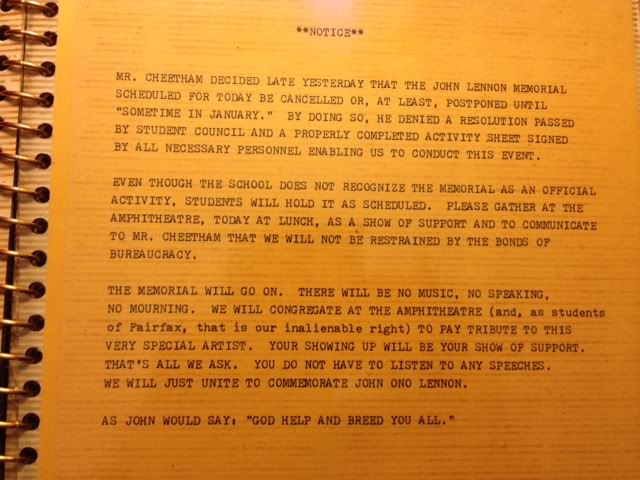 **NOTICE**
MR. CHEETHAM DECIDED LATE YESTERDAY THAT THE JOHN LENNON MEMORIAL
SCHEDULED FOR TODAY BE CANCELLED OR, AT LEAST, POSTPONED UNTIL
"SOMETIME IN JANUARY." BY DOING SO, HE DENIED A RESOLUTION PASSED
BY STUDENT COUNCIL AND A PROPERLY COMPLETED ACTIVITY SHEET SIGNED
BY ALL NECESSARY PERSONNEL ENABLING US TO CONDUCT THIS EVENT.
EVEN THOUGH THE SCHOOL DOES NOT RECOGNIZE THE MEMORIAL AS AN OFFICIAL
ACTIVITY, STUDENTS WILL HOLD IT AS SCHEDULED. PLEASE GATHER AT THE
AMPHITHEATRE, TODAY AT LUNCH, AS A SHOW OF SUPPORT AND TO COMMUNICATE
TO MR. CHEETHAM THAT WE WILL NOT BE RESTRAINED BY THE BONDS OF
BUREAUCRACY.
THE MEMORIAL WILL GO ON. THERE WILL BE NO MUSIC, NO SPEAKING,
NO MOURNING. WE WILL CONGREGATE AT THE AMPHITHEATRE (and, as students
of Fairfax, that is our inalienable right) TO PAY TRIBUTE TO THIS
VERY SPECIAL ARTIST. YOUR SHOWING UP WILL BE YOUR SHOW OF SUPPORT.
THAT'S ALL WE ASK. YOU DO NOT HAVE TO LISTEN TO ANY SPEECHES.
WE WILL JUST UNITE TO COMMEMORATE JOHN ONO LENNON.
AS JOHN WOULD SAY: "GOD HELP AND BREED YOU ALL."